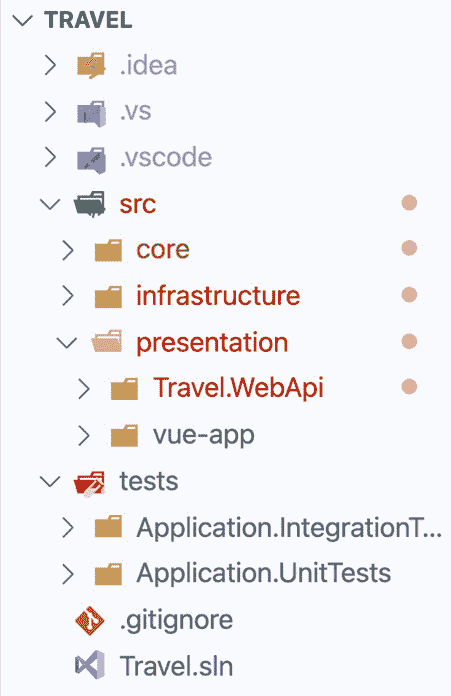 TRAVEL
.idea
.vs
.vscode
src
core
infrastructure
presentation
Travel.WebApi
vue-app
tests
Application.IntegrationT...
Application.UnitTests
.gitignore
Travel.sln